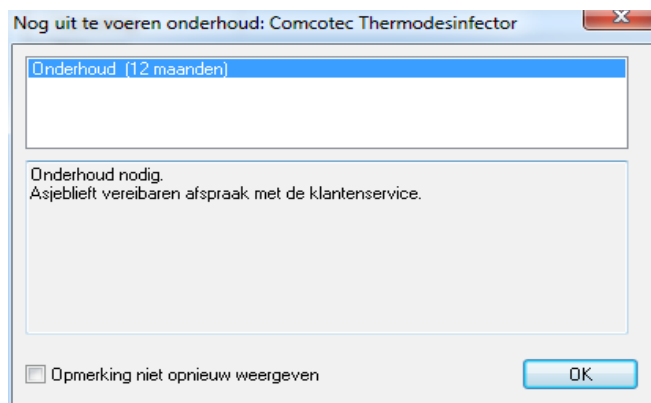 Nog uit te voeren onderhoud: Comcotec Thermodesinfector
Onderhoud (12 maanden)
Onderhoud nodig.
Asjeblieft vereibaren afspraak met de klantenservice.
Opmerking niet opnieuw weergeven
OK